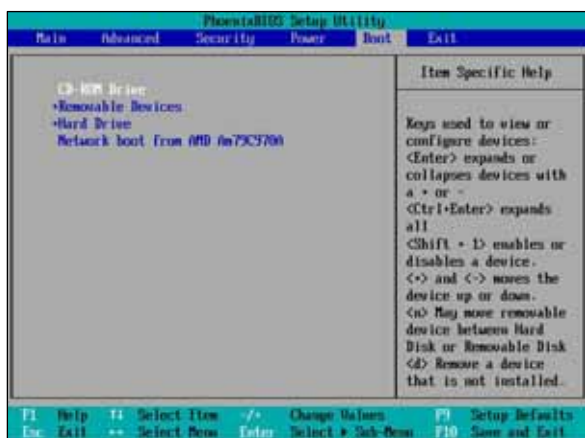 PhoenixBIOS Setup Utility
Main Advanced Security Power Boot Exit
CD-ROM Drive
+Removable Devices
+Hard Drive
Network boot from AMD Am79C970A
Item Specific Help
Keys used to view or
configure devices:
<Enter> expands or
collapses devices with
a + or -
<Ctrl+Enter> expands
all
<Shift + 1> enables or
disables a device.
<+> and <-> moves the
device up or down.
<n> May move removable
device between Hard
Disk or Removable Disk
<d> Remove a device
that is not installed.
F1 Help ↑↓ Select Item -/+ Change Values F9 Setup Defaults
Esc Exit ↔ Select Menu Enter Select ▶ Sub-Menu F10 Save and Exit